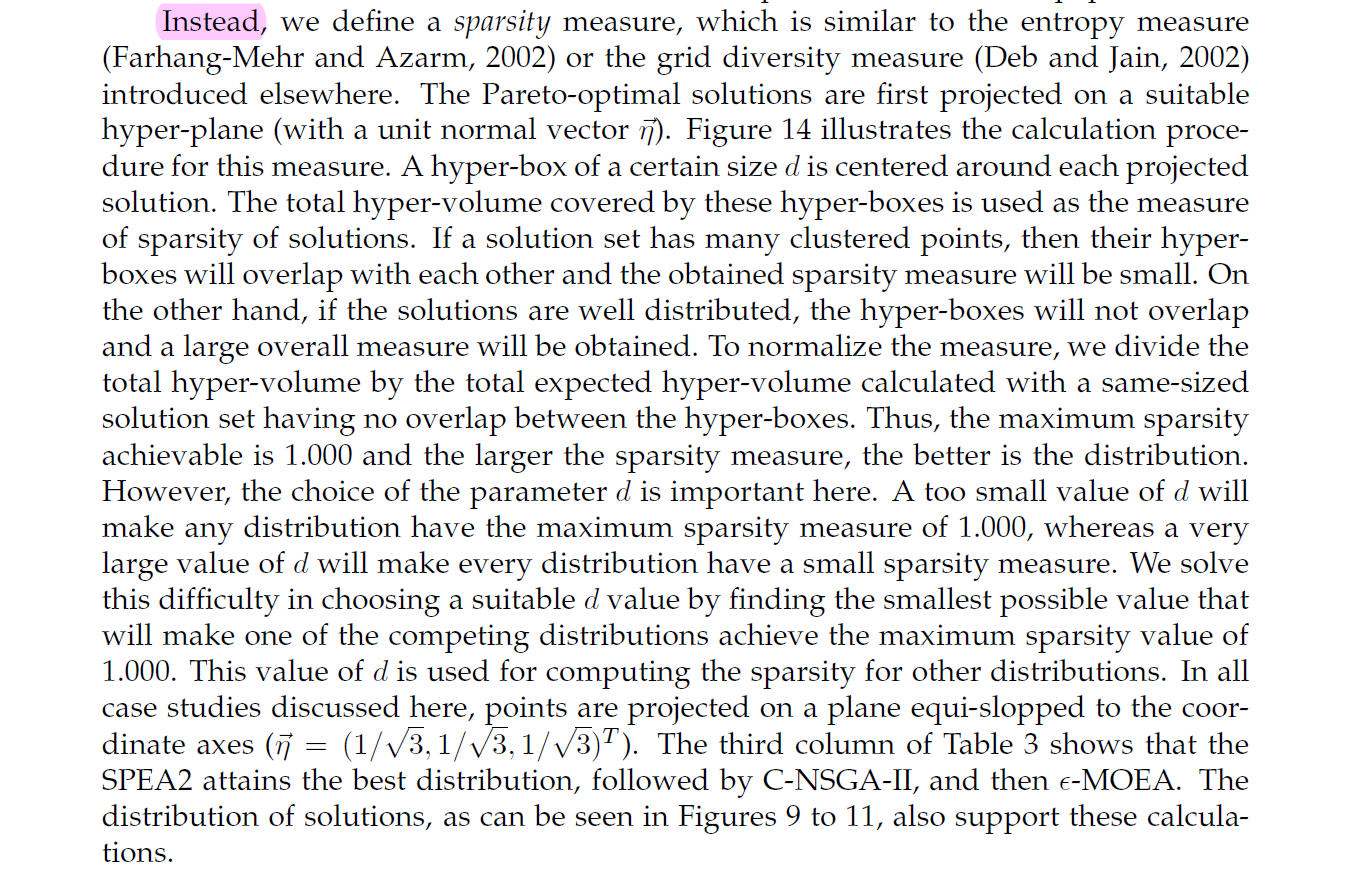 Instead, we define a sparsity measure, which is similar to the entropy measure
(Farhang-Mehr and Azarm, 2002) or the grid diversity measure (Deb and Jain, 2002)
introduced elsewhere. The Pareto-optimal solutions are first projected on a suitable
hyper-plane (with a unit normal vector η⃗). Figure 14 illustrates the calculation proce-
dure for this measure. A hyper-box of a certain size d is centered around each projected
solution. The total hyper-volume covered by these hyper-boxes is used as the measure
of sparsity of solutions. If a solution set has many clustered points, then their hyper-
boxes will overlap with each other and the obtained sparsity measure will be small. On
the other hand, if the solutions are well distributed, the hyper-boxes will not overlap
and a large overall measure will be obtained. To normalize the measure, we divide the
total hyper-volume by the total expected hyper-volume calculated with a same-sized
solution set having no overlap between the hyper-boxes. Thus, the maximum sparsity
achievable is 1.000 and the larger the sparsity measure, the better is the distribution.
However, the choice of the parameter d is important here. A too small value of d will
make any distribution have the maximum sparsity measure of 1.000, whereas a very
large value of d will make every distribution have a small sparsity measure. We solve
this difficulty in choosing a suitable d value by finding the smallest possible value that
will make one of the competing distributions achieve the maximum sparsity value of
1.000. This value of d is used for computing the sparsity for other distributions. In all
case studies discussed here, points are projected on a plane equi-slopped to the coor-
dinate axes (η⃗ = (1/√3, 1/√3, 1/√3)ᵀ). The third column of Table 3 shows that the
SPEA2 attains the best distribution, followed by C-NSGA-II, and then ϵ-MOEA. The
distribution of solutions, as can be seen in Figures 9 to 11, also support these calcula-
tions.